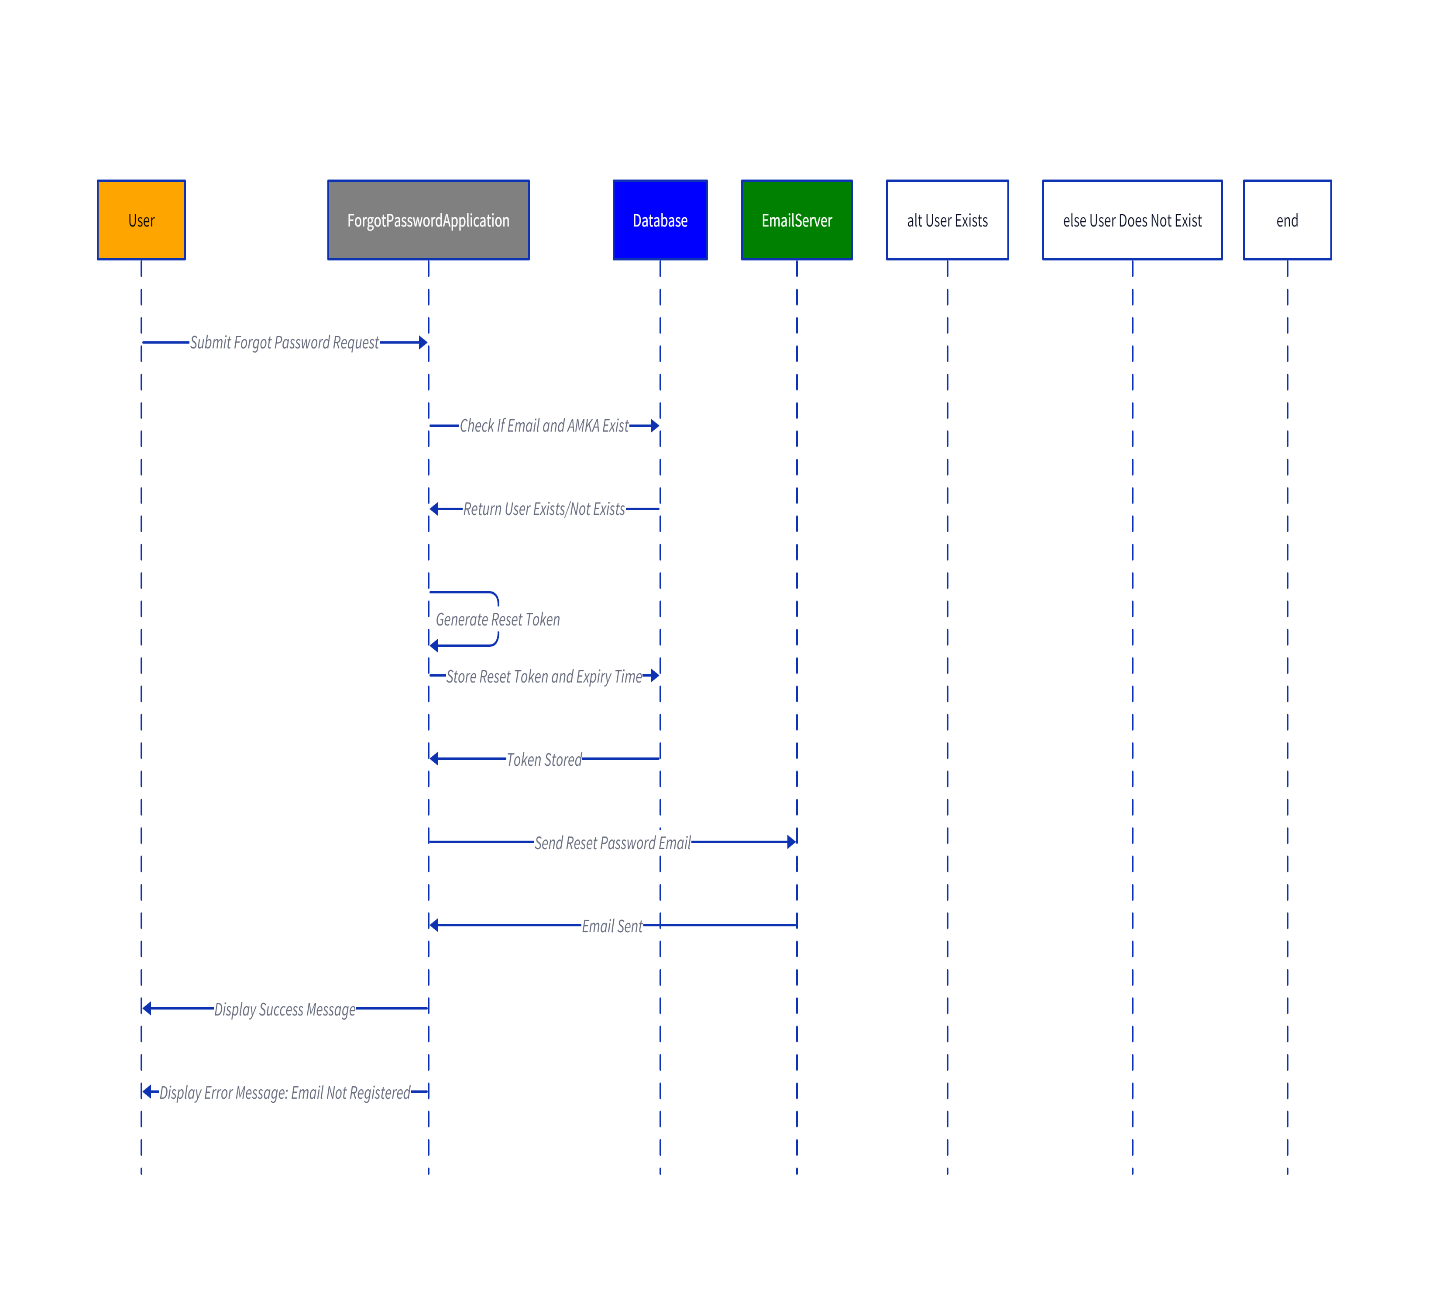 User
ForgotPasswordApplication
Database
EmailServer
alt User Exists
else User Does Not Exist
end
Submit Forgot Password Request
Check If Email and AMKA Exist
Return User Exists/Not Exists
Generate Reset Token
Store Reset Token and Expiry Time
Token Stored
Send Reset Password Email
Email Sent
Display Success Message
Display Error Message: Email Not Registered